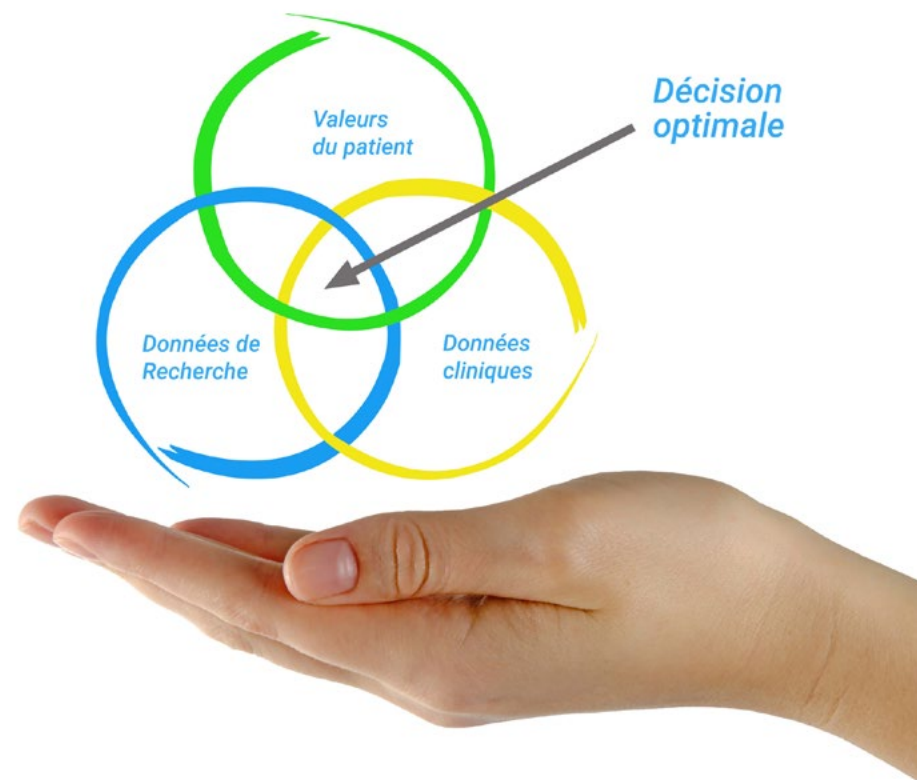 Valeurs
du patient
Décision
optimale
Données de
Recherche
Données
cliniques